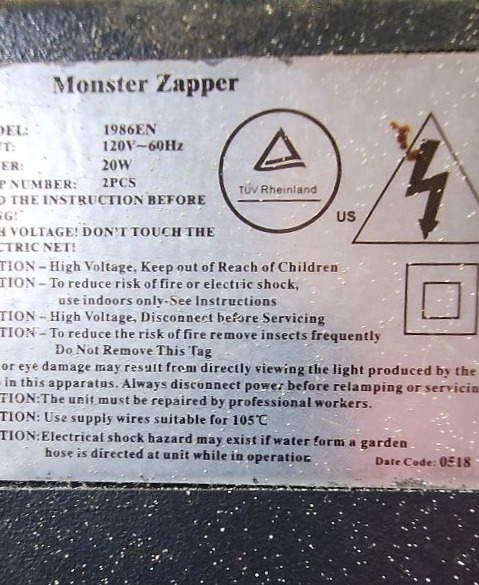 Monster Zapper
DEL: 1986EN
T: 120V~60Hz
ER: 20W
P NUMBER: 2PCS
D THE INSTRUCTION BEFORE
NG!
H VOLTAGE! DON'T TOUCH THE
CTRIC NET!
TÜV Rheinland
US
TION – High Voltage, Keep out of Reach of Children
TION – To reduce risk of fire or electric shock,
use indoors only-See Instructions
TION – High Voltage, Disconnect before Servicing
TION – To reduce the risk of fire remove insects frequently
Do Not Remove This Tag
or eye damage may result from directly viewing the light produced by the
in this apparatus. Always disconnect power before relamping or servicin
TION:The unit must be repaired by professional workers.
TION: Use supply wires suitable for 105℃
TION:Electrical shock hazard may exist if water form a garden
hose is directed at unit while in operation
Date Code: 0518